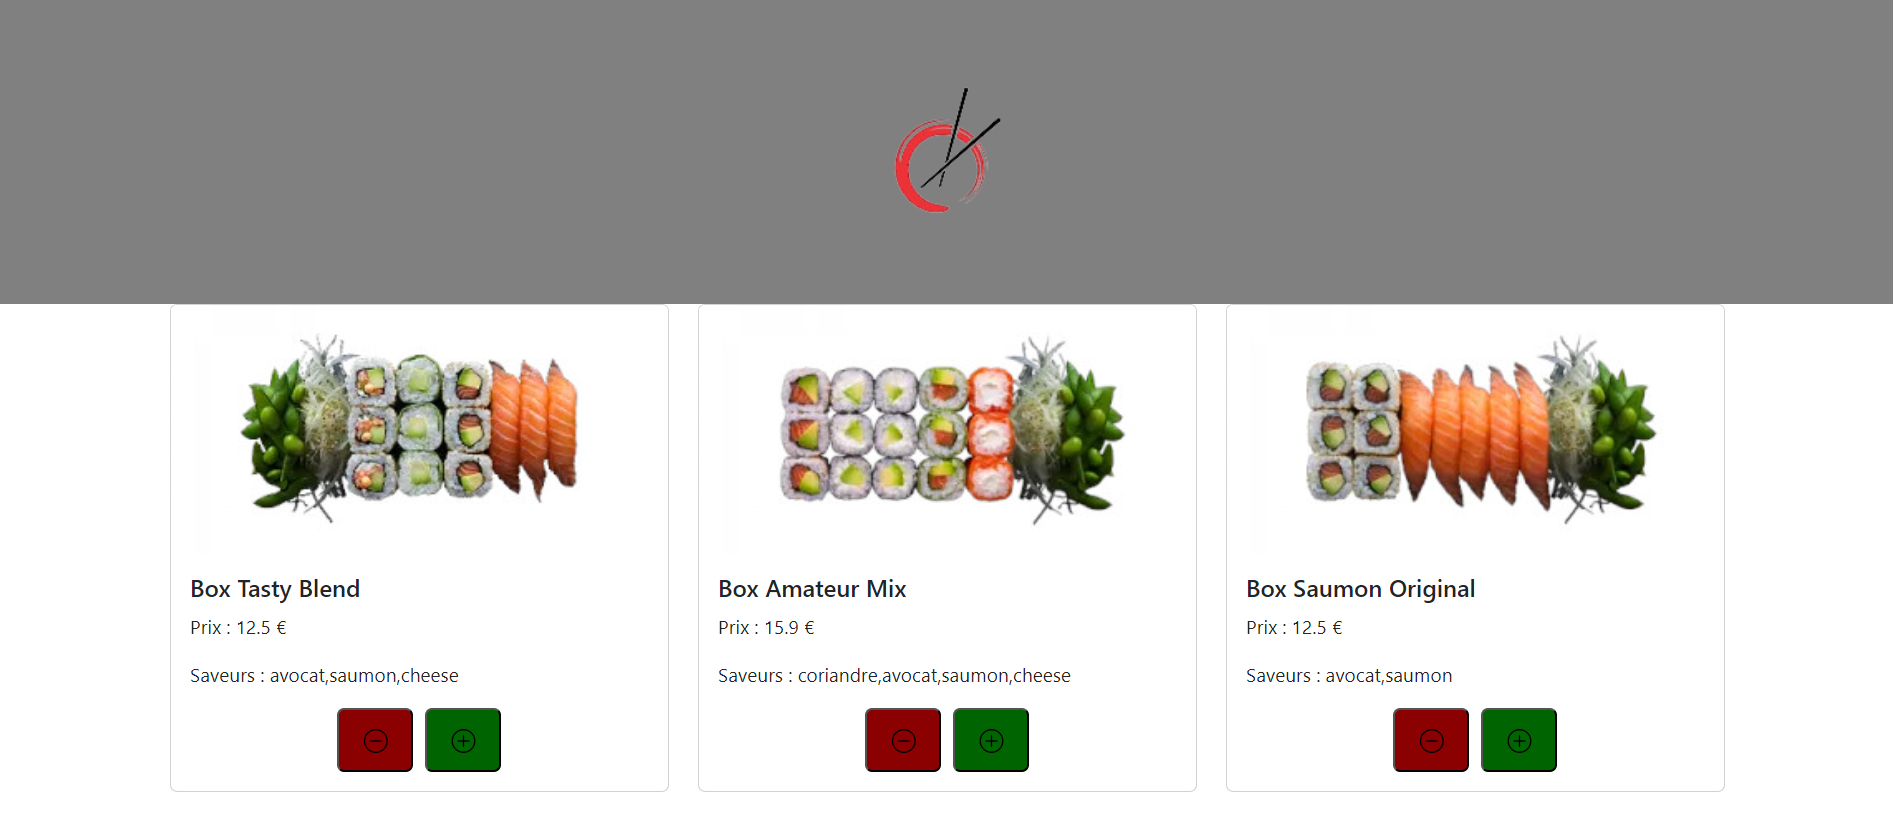 Box Tasty Blend
Prix : 12.5 €
Saveurs : avocat,saumon,cheese
Box Amateur Mix
Prix : 15.9 €
Saveurs : coriandre,avocat,saumon,cheese
Box Saumon Original
Prix : 12.5 €
Saveurs : avocat,saumon